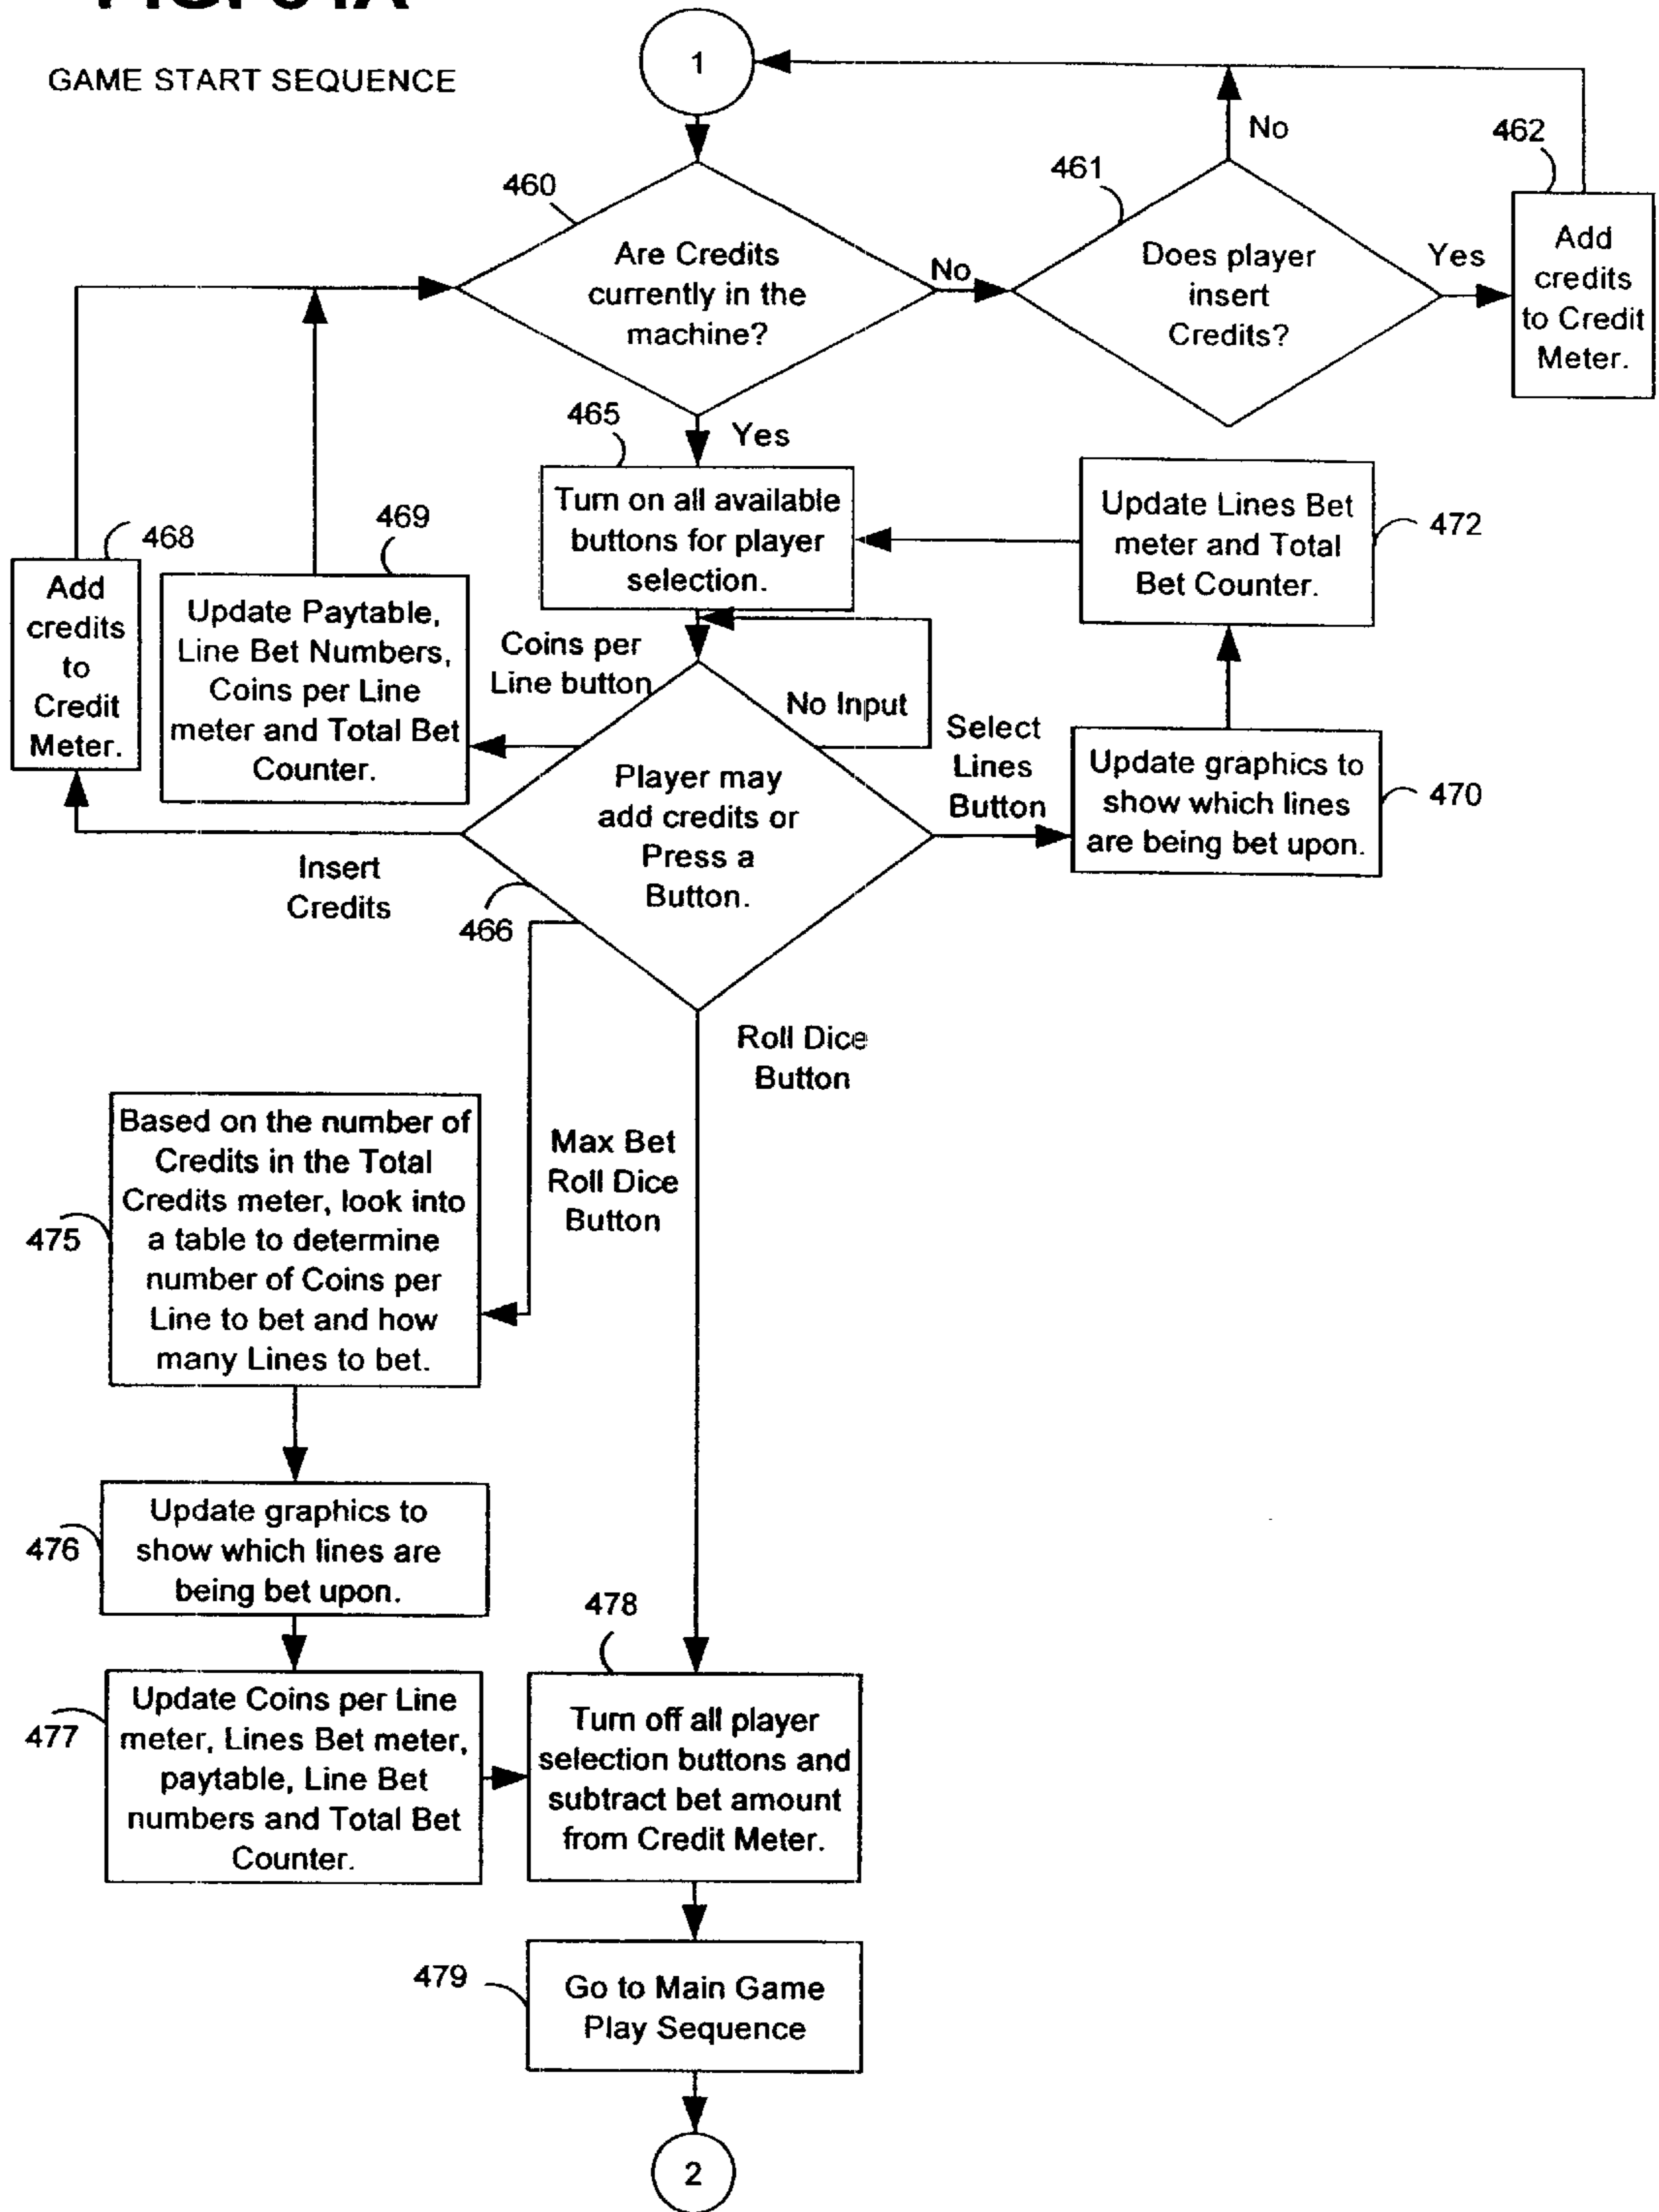 GAME START SEQUENCE
1
No
462
461
460
Are Credits
currently in the
machine?
No
Does player
insert
Credits?
Yes
Add
credits
to Credit
Meter.
465
Yes
Turn on all available
buttons for player
selection.
Update Lines Bet
meter and Total
Bet Counter.
472
468
469
Add
credits
to
Credit
Meter.
Update Paytable,
Line Bet Numbers,
Coins per Line
meter and Total Bet
Counter.
Coins per
Line button
No Input
Select
Lines
Button
Update graphics to
show which lines
are being bet upon.
470
Player may
add credits or
Press a
Button.
Insert
Credits
466
Roll Dice
Button
Max Bet
Roll Dice
Button
Based on the number of
Credits in the Total
Credits meter, look into
a table to determine
number of Coins per
Line to bet and how
many Lines to bet.
475
Update graphics to
show which lines are
being bet upon.
476
478
Update Coins per Line
meter, Lines Bet meter,
paytable, Line Bet
numbers and Total Bet
Counter.
477
Turn off all player
selection buttons and
subtract bet amount
from Credit Meter.
479
Go to Main Game
Play Sequence
2